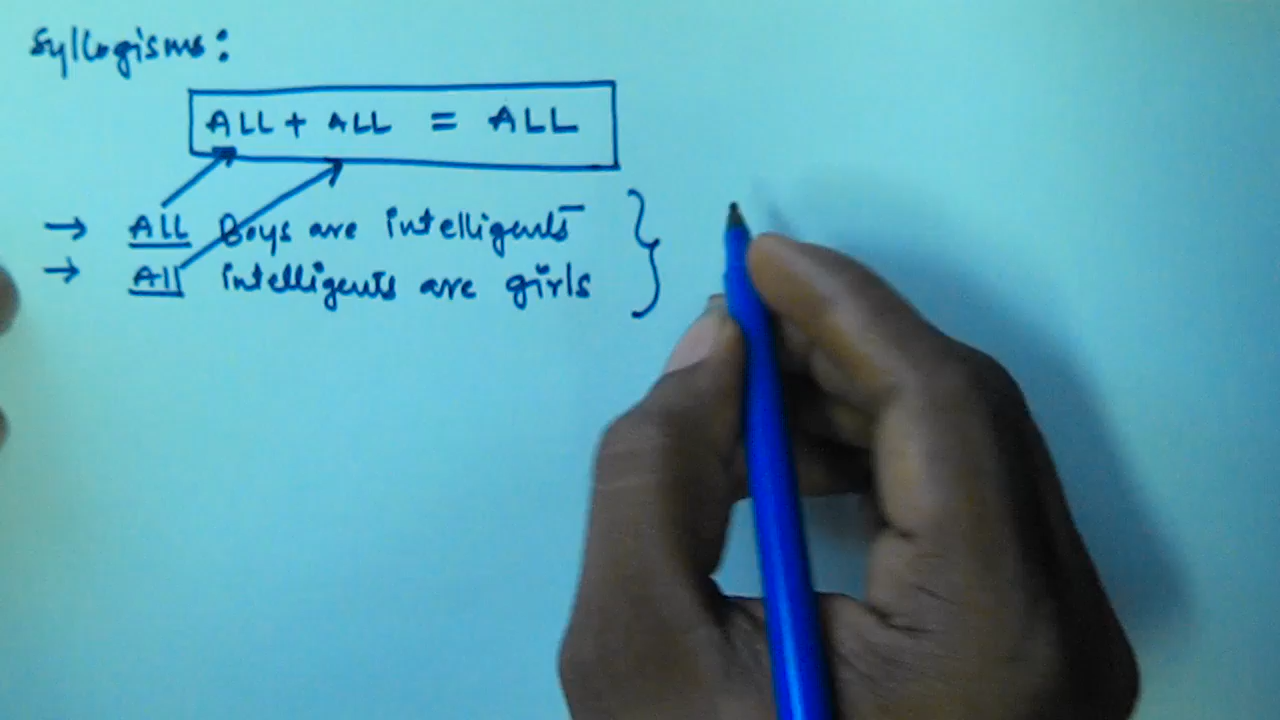 Syllogisms:
ALL + ALL = ALL
→ All Boys are intelligents
→ All intelligents are girls